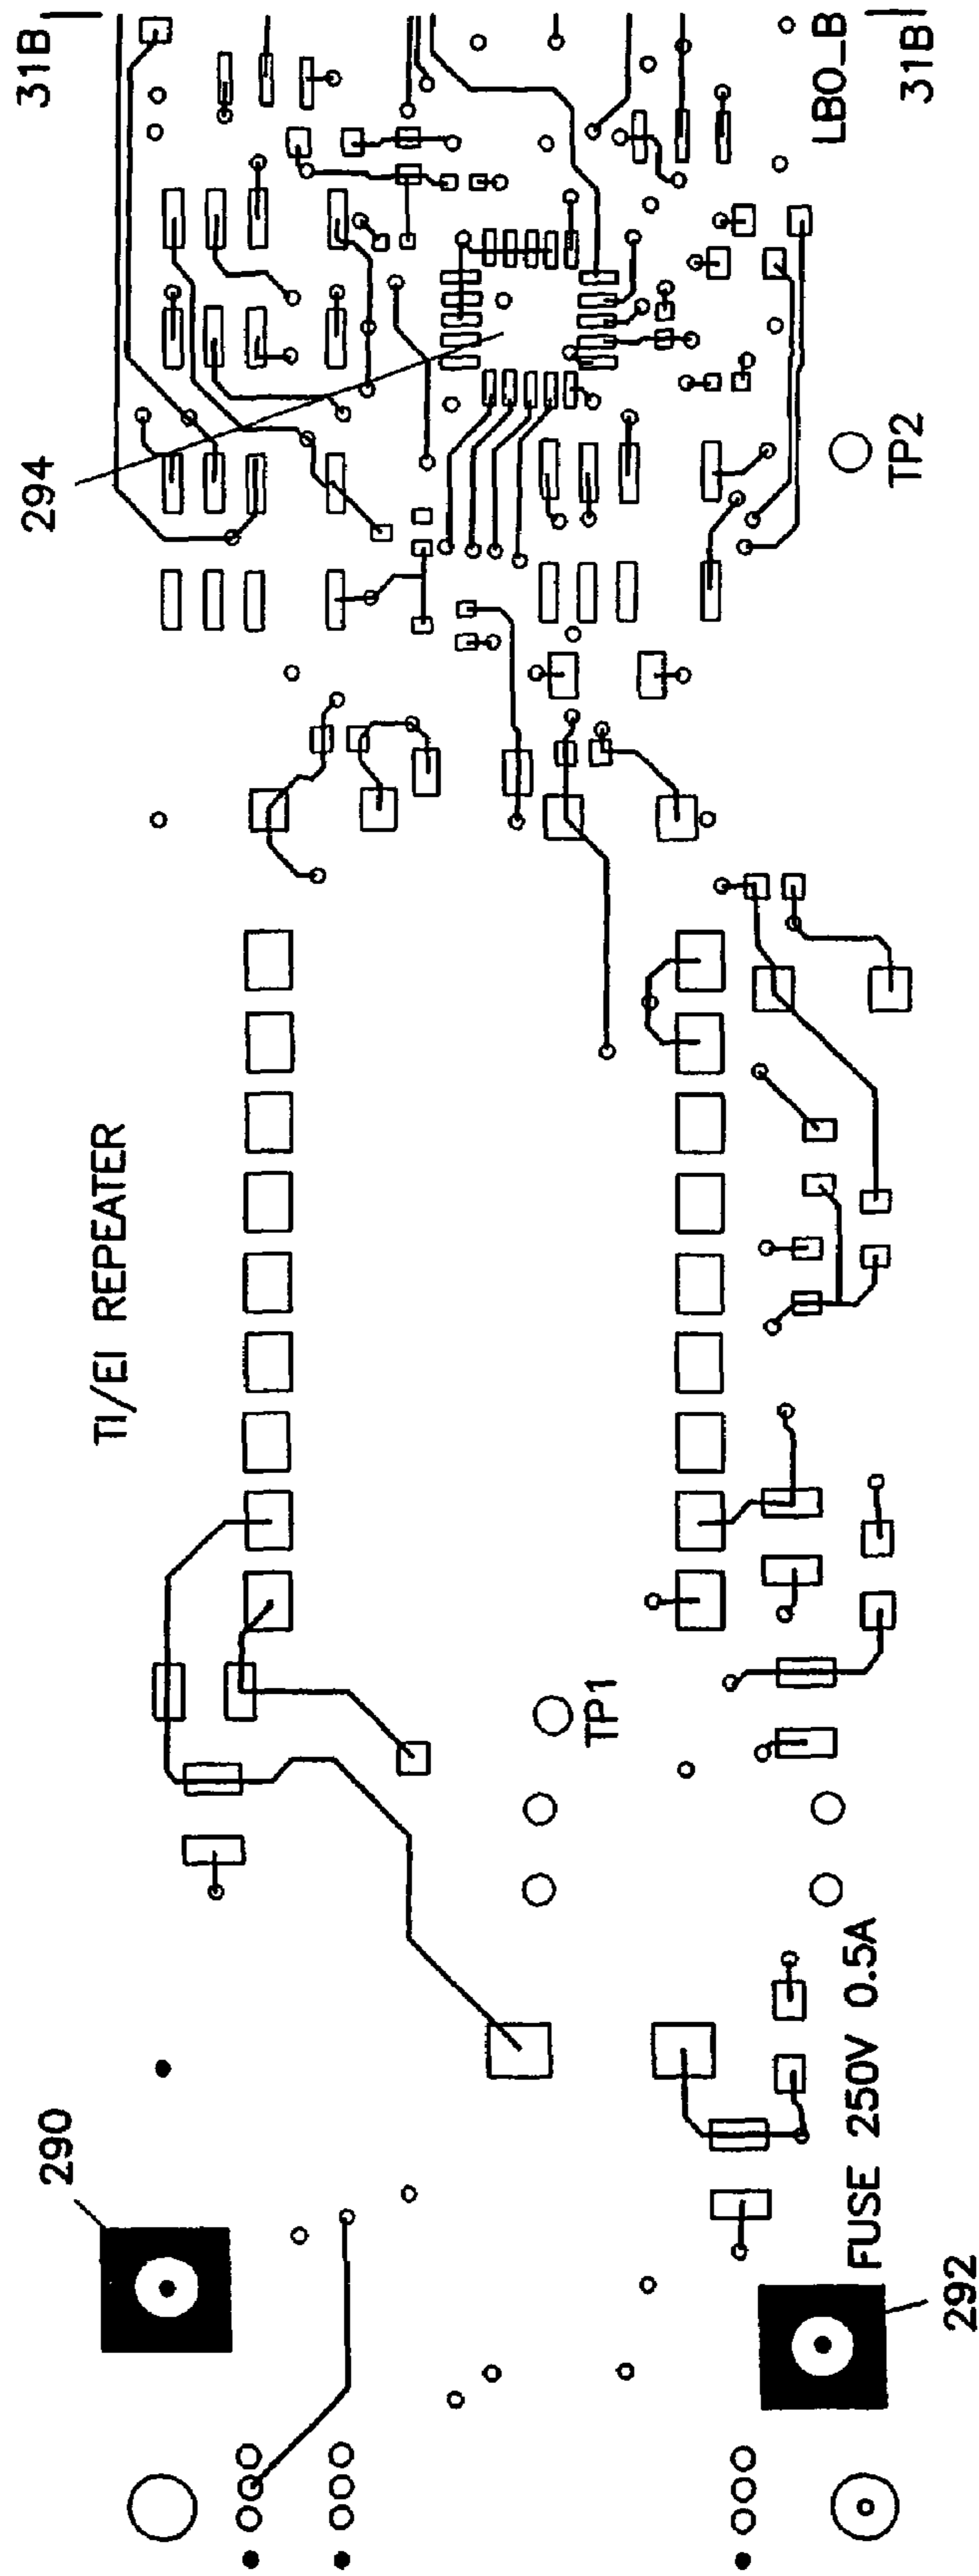 31B
31B
LBO_B
294
TP2
TI/EI REPEATER
TP1
FUSE 250V 0.5A
290
292